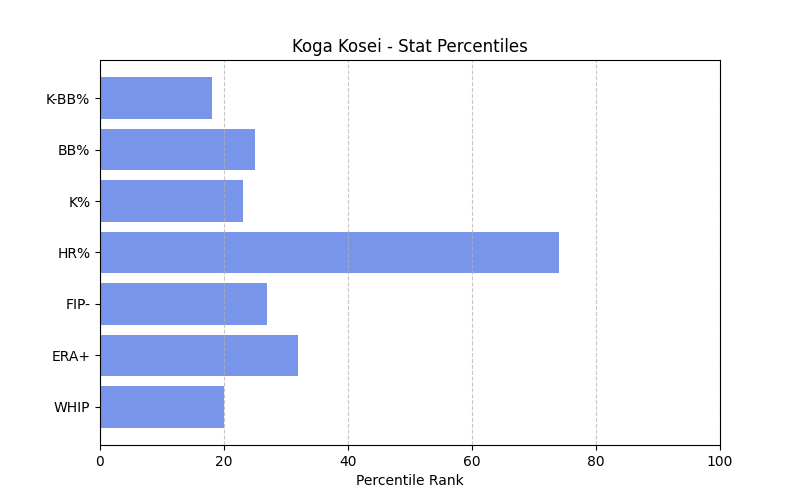 Koga Kosei - Stat Percentiles
K-BB%
BB%
K%
HR%
FIP-
ERA+
WHIP
0 20 40 60 80 100
Percentile Rank